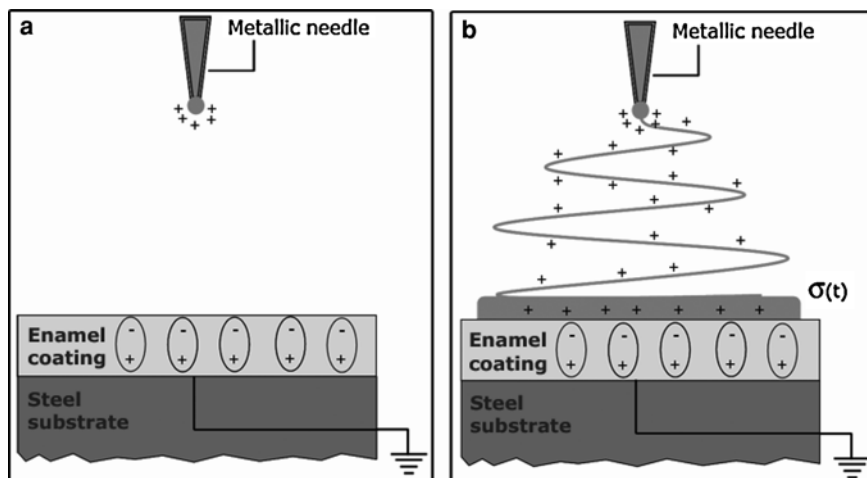 a
Metallic needle
+ + + + +
Enamel
coating
- - - - -
+ + + + +
Steel
substrate
b
Metallic needle
σ(t)
+ + + + + + +
Enamel
coating
- - - - -
+ + + + +
Steel
substrate